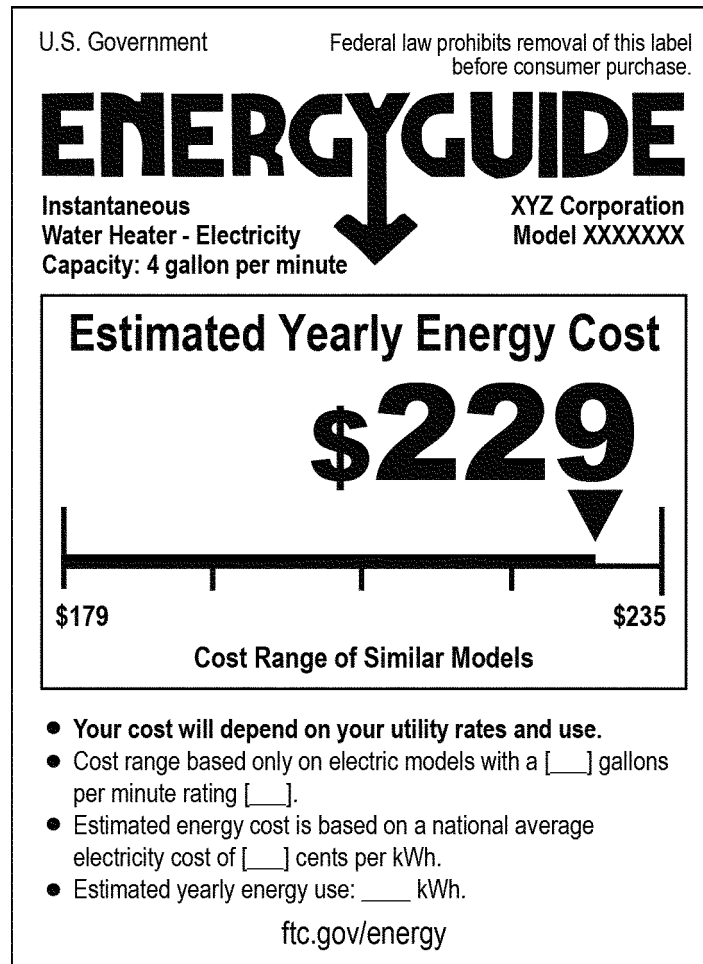 U.S. Government
Federal law prohibits removal of this label
before consumer purchase.
ENERGYGUIDE
Instantaneous
Water Heater - Electricity
Capacity: 4 gallon per minute
XYZ Corporation
Model XXXXXXX
Estimated Yearly Energy Cost
$229
$179
$235
Cost Range of Similar Models
● Your cost will depend on your utility rates and use.
● Cost range based only on electric models with a [___] gallons
per minute rating [___].
● Estimated energy cost is based on a national average
electricity cost of [___] cents per kWh.
● Estimated yearly energy use: ____ kWh.
ftc.gov/energy